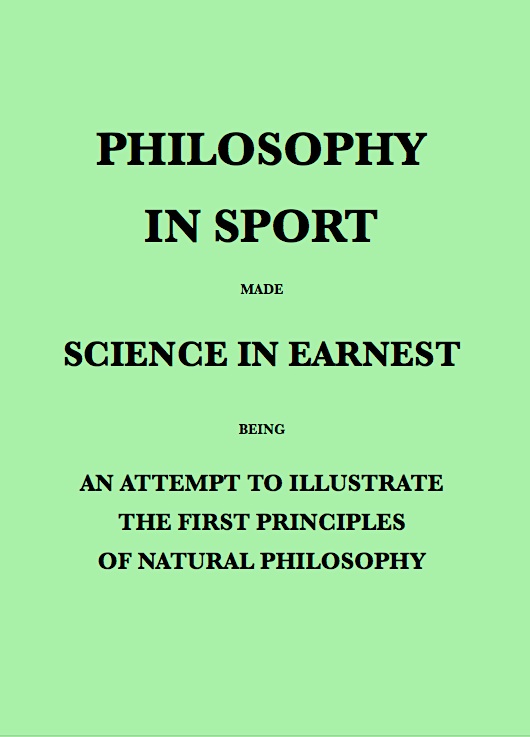 PHILOSOPHY
IN SPORT
MADE
SCIENCE IN EARNEST
BEING
AN ATTEMPT TO ILLUSTRATE
THE FIRST PRINCIPLES
OF NATURAL PHILOSOPHY